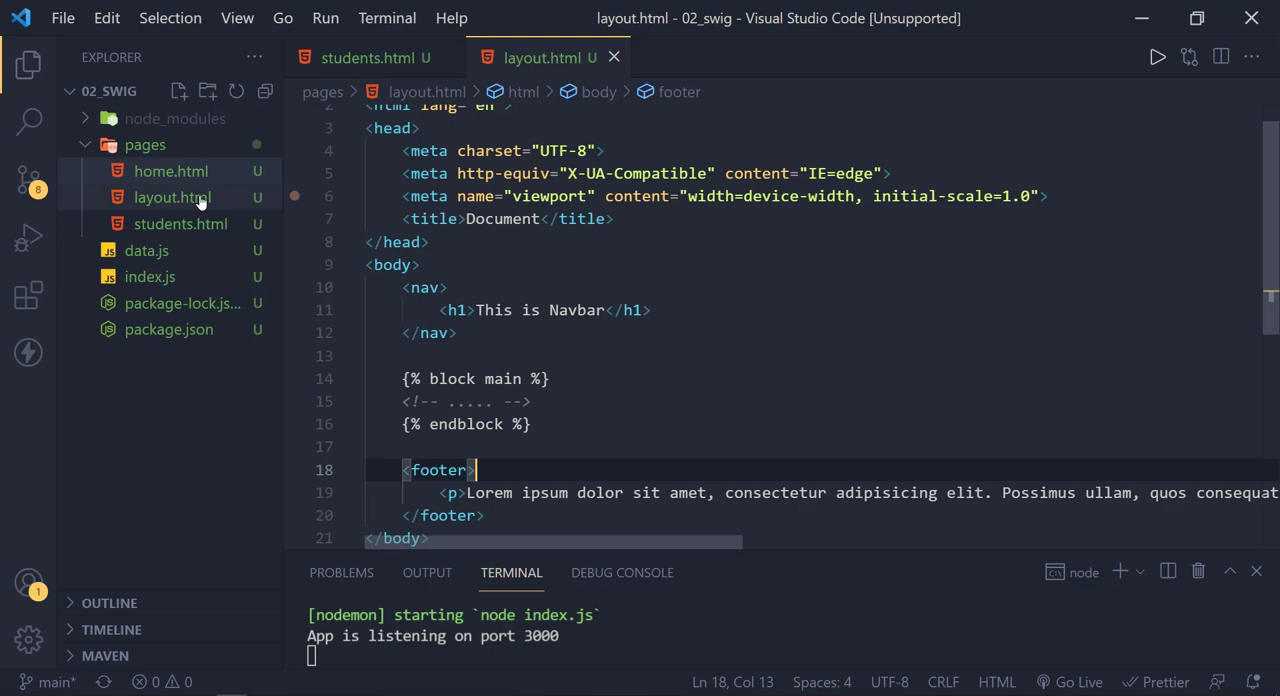 File Edit Selection View Go Run Terminal Help layout.html - 02_swig - Visual Studio Code [Unsupported]
EXPLORER
students.html U
layout.html U
02_SWIG
pages > layout.html > html > body > footer
node_modules
pages
home.html U
layout.html U
students.html U
data.js U
index.js U
package-lock.js... U
package.json U
8
1
OUTLINE
TIMELINE
MAVEN
2 <html lang="en">
3 <head>
4 <meta charset="UTF-8">
5 <meta http-equiv="X-UA-Compatible" content="IE=edge">
6 <meta name="viewport" content="width=device-width, initial-scale=1.0">
7 <title>Document</title>
8 </head>
9 <body>
10 <nav>
11 <h1>This is Navbar</h1>
12 </nav>
13
14 {% block main %}
15 <!-- ..... -->
16 {% endblock %}
17
18 <footer>
19 <p>Lorem ipsum dolor sit amet, consectetur adipisicing elit. Possimus ullam, quos consequat
20 </footer>
21 </body>
PROBLEMS OUTPUT TERMINAL DEBUG CONSOLE node
[nodemon] starting `node index.js`
App is listening on port 3000
main* 0 0 Ln 18, Col 13 Spaces: 4 UTF-8 CRLF HTML Go Live Prettier